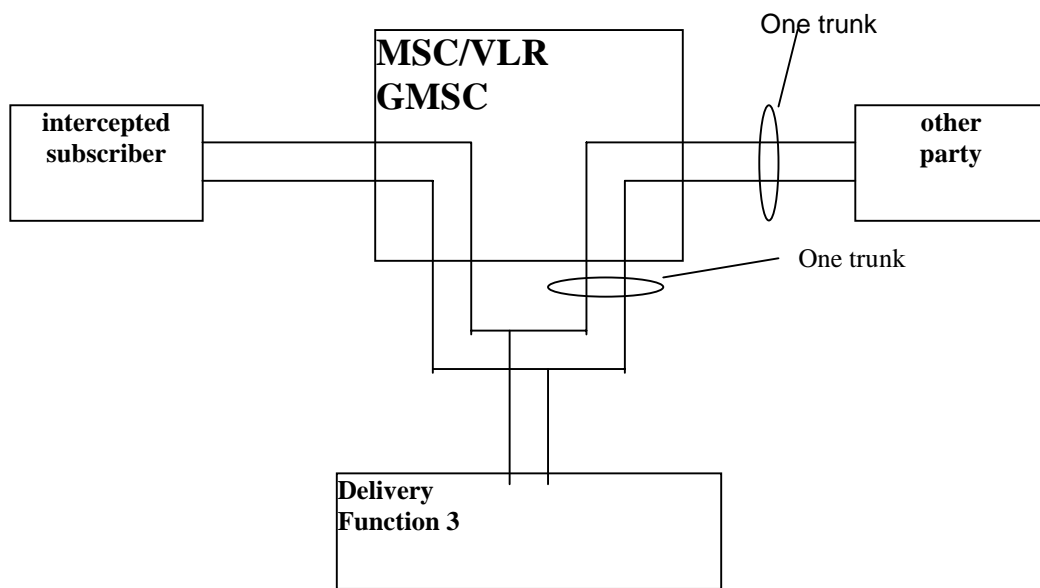 One trunk
MSC/VLR
GMSC
intercepted
subscriber
other
party
One trunk
Delivery
Function 3